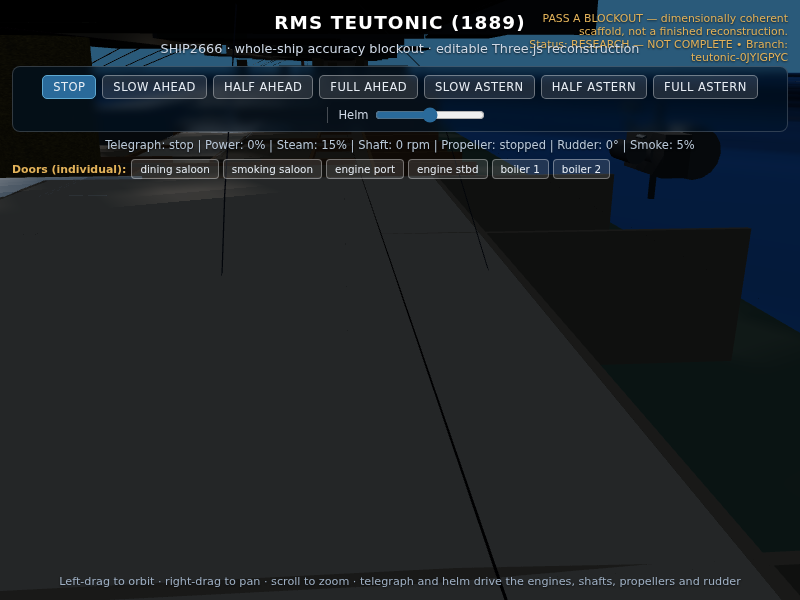 RMS TEUTONIC (1889)
PASS A BLOCKOUT — dimensionally coherent
scaffold, not a finished reconstruction.
Status: RESEARCH — NOT COMPLETE • Branch:
teutonic-0JYIGPYC
SHIP2666 · whole-ship accuracy blockout · editable Three.js reconstruction
STOP SLOW AHEAD HALF AHEAD FULL AHEAD SLOW ASTERN HALF ASTERN FULL ASTERN
Helm
Telegraph: stop | Power: 0% | Steam: 15% | Shaft: 0 rpm | Propeller: stopped | Rudder: 0° | Smoke: 5%
Doors (individual): dining saloon smoking saloon engine port engine stbd boiler 1 boiler 2
Left-drag to orbit · right-drag to pan · scroll to zoom · telegraph and helm drive the engines, shafts, propellers and rudder